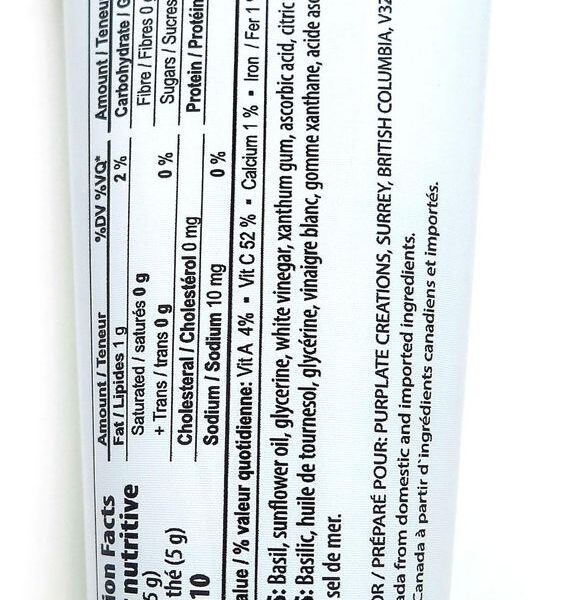 ion Facts
nutritive
5 g)
thé (5 g)
10
Amount / Teneur %DV %VQ*
Fat / Lipides 1 g 2 %
Saturated / saturés 0 g
+ Trans / trans 0 g 0 %
Cholesteral / Cholestérol 0 mg
Sodium / Sodium 10 mg 0 %
Amount / Teneu
Carbohydrate / G
Fibre / Fibres 0
Sugars / Sucres
Protein / Protéin
alue / % valeur quotidienne: Vit A 4% ▪ Vit C 52 % ▪ Calcium 1 % ▪ Iron / Fer 1
S: Basil, sunflower oil, glycerine, white vinegar, xanthum gum, ascorbic acid, citric
S: Basilic, huile de tournesol, glycérine, vinaigre blanc, gomme xanthane, acide asc
sel de mer.
OR / PRÉPARÉ POUR: PURPLATE CREATIONS, SURREY, BRITISH COLUMBIA, V32
ada from domestic and imported ingredients.
Canada à partir d`ingrédients canadiens et importés.